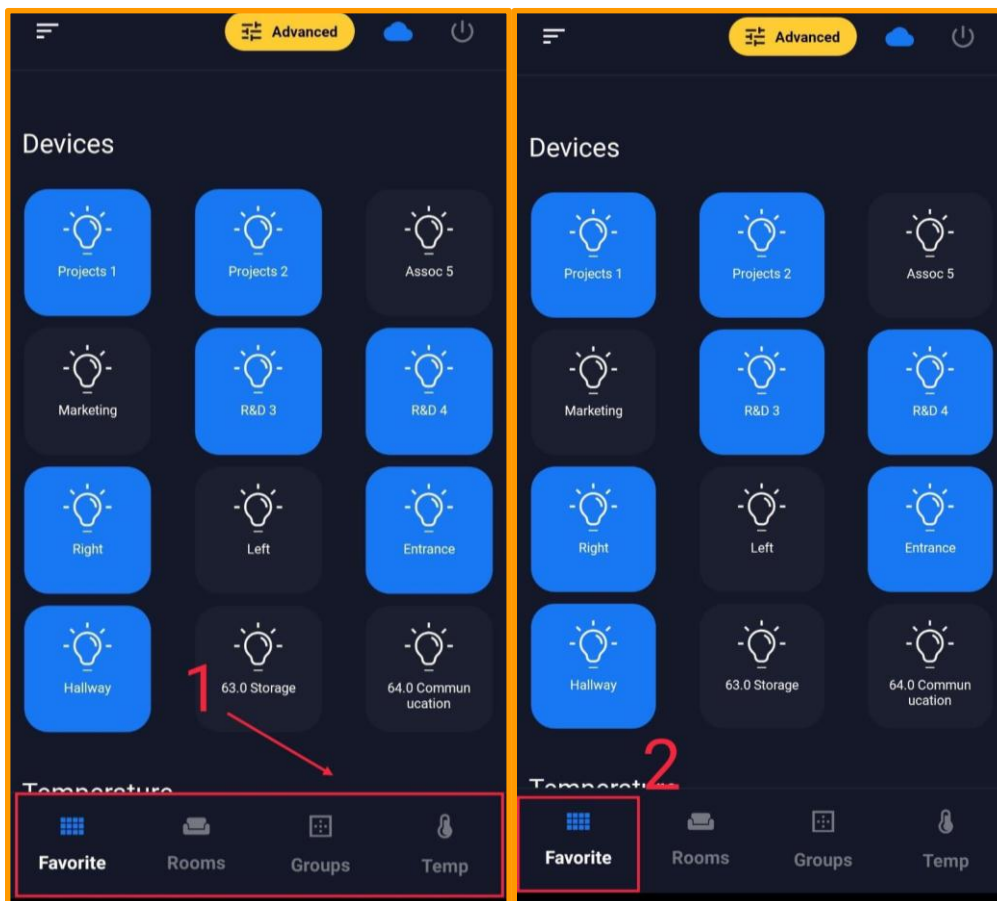 Advanced
Devices
Projects 1
Projects 2
Assoc 5
Marketing
R&D 3
R&D 4
Right
Left
Entrance
Hallway
63.0 Storage
64.0 Commun
ucation
1
Temperature
Favorite
Rooms
Groups
Temp
Advanced
Devices
Projects 1
Projects 2
Assoc 5
Marketing
R&D 3
R&D 4
Right
Left
Entrance
Hallway
63.0 Storage
64.0 Commun
ucation
2
Temperature
Favorite
Rooms
Groups
Temp